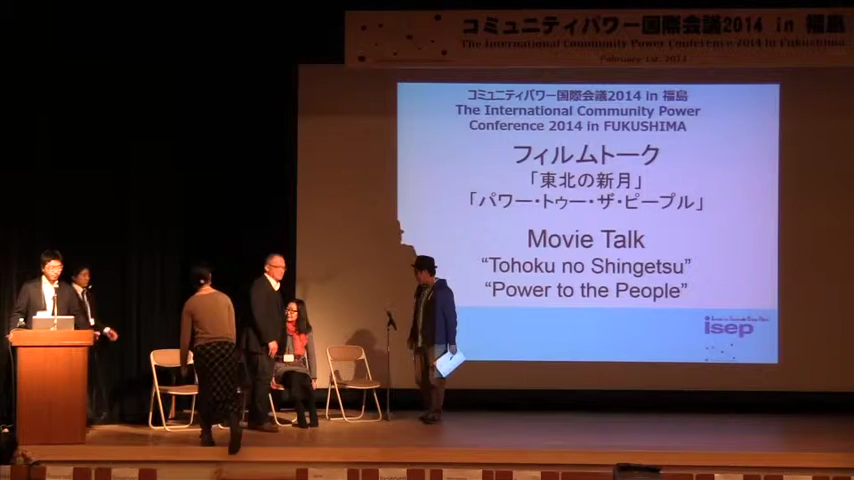 コミュニティパワー国際会議2014 in 福島
The International Community Power Conference 2014 in Fukushima
February 1st, 2014
コミュニティパワー国際会議2014 in 福島
The International Community Power
Conference 2014 in FUKUSHIMA
フィルムトーク
「東北の新月」
「パワー・トゥー・ザ・ピープル」
Movie Talk
“Tohoku no Shingetsu”
“Power to the People”
isep